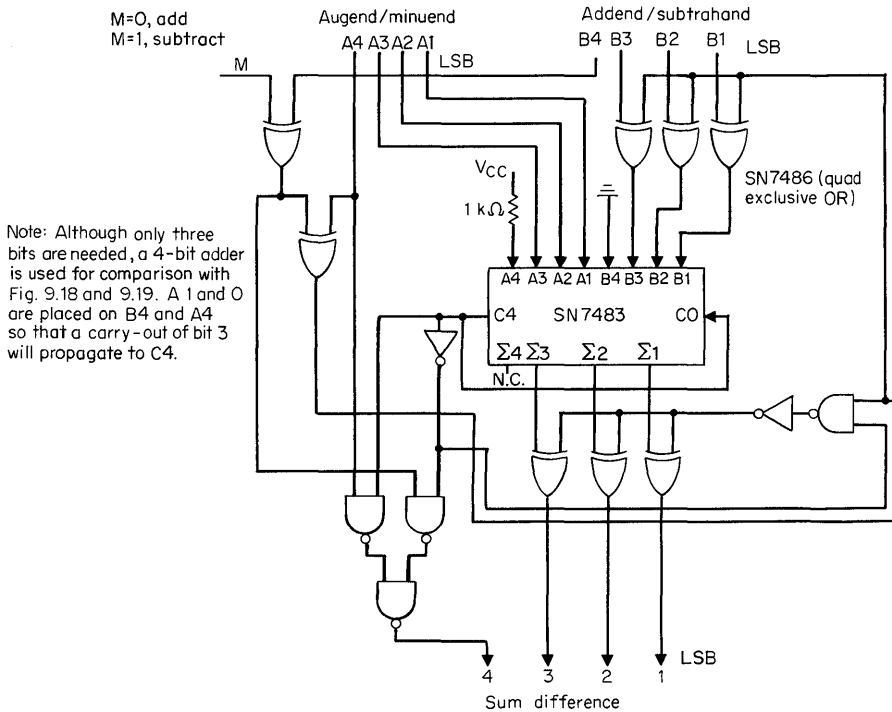 M=0, add
M=1, subtract
Augend/minuend
A4 A3 A2 A1
LSB
Addend/subtrahand
B4 B3 B2 B1
LSB
M
SN7486 (quad
exclusive OR)
VCC
1 kΩ
Note: Although only three
bits are needed, a 4-bit adder
is used for comparison with
Fig. 9.18 and 9.19. A 1 and 0
are placed on B4 and A4
so that a carry-out of bit 3
will propagate to C4.
A4 A3 A2 A1 B4 B3 B2 B1
C4 SN7483 C0
Σ4 Σ3 Σ2 Σ1
N.C.
4 3 2 1
LSB
Sum difference